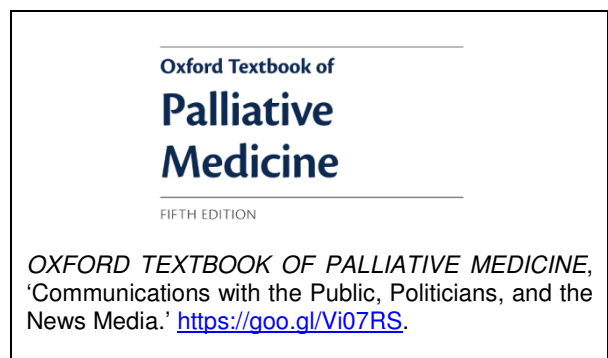 Oxford Textbook of
Palliative
Medicine
FIFTH EDITION
OXFORD TEXTBOOK OF PALLIATIVE MEDICINE,
‘Communications with the Public, Politicians, and the
News Media.’ https://goo.gl/Vi07RS.